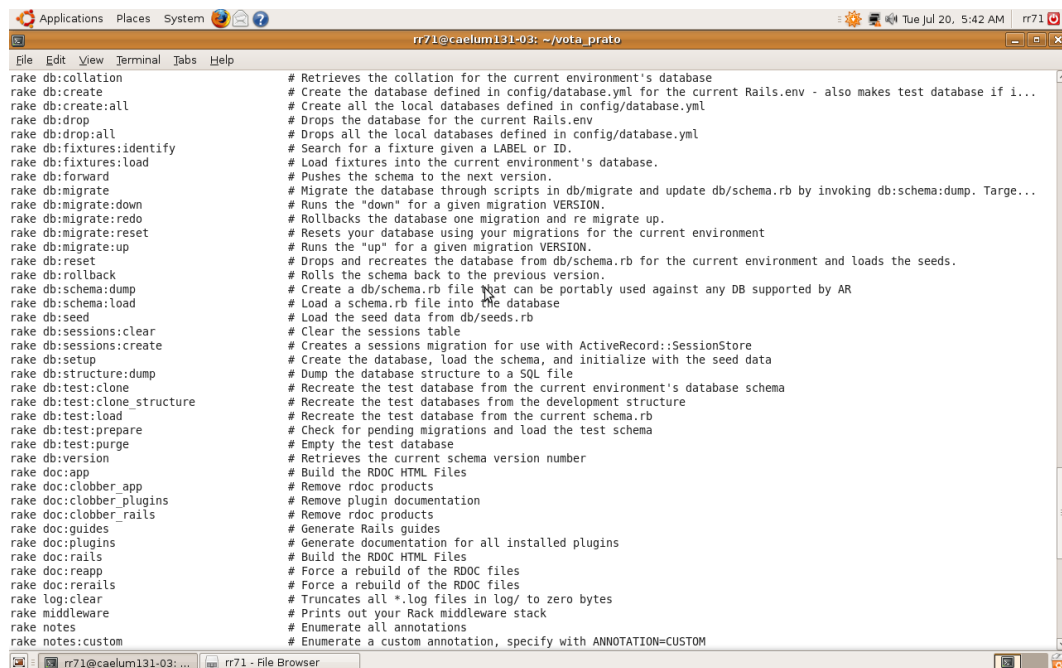 Applications Places System Tue Jul 20, 5:42 AM rr71
rr71@caelum131-03: ~/vota_prato
File Edit View Terminal Tabs Help
rake db:collation # Retrieves the collation for the current environment's database
rake db:create # Create the database defined in config/database.yml for the current Rails.env - also makes test database if i...
rake db:create:all # Create all the local databases defined in config/database.yml
rake db:drop # Drops the database for the current Rails.env
rake db:drop:all # Drops all the local databases defined in config/database.yml
rake db:fixtures:identify # Search for a fixture given a LABEL or ID.
rake db:fixtures:load # Load fixtures into the current environment's database.
rake db:forward # Pushes the schema to the next version.
rake db:migrate # Migrate the database through scripts in db/migrate and update db/schema.rb by invoking db:schema:dump. Targe...
rake db:migrate:down # Runs the "down" for a given migration VERSION.
rake db:migrate:redo # Rollbacks the database one migration and re migrate up.
rake db:migrate:reset # Resets your database using your migrations for the current environment
rake db:migrate:up # Runs the "up" for a given migration VERSION.
rake db:reset # Drops and recreates the database from db/schema.rb for the current environment and loads the seeds.
rake db:rollback # Rolls the schema back to the previous version.
rake db:schema:dump # Create a db/schema.rb file that can be portably used against any DB supported by AR
rake db:schema:load # Load a schema.rb file into the database
rake db:seed # Load the seed data from db/seeds.rb
rake db:sessions:clear # Clear the sessions table
rake db:sessions:create # Creates a sessions migration for use with ActiveRecord::SessionStore
rake db:setup # Create the database, load the schema, and initialize with the seed data
rake db:structure:dump # Dump the database structure to a SQL file
rake db:test:clone # Recreate the test database from the current environment's database schema
rake db:test:clone_structure # Recreate the test databases from the development structure
rake db:test:load # Recreate the test database from the current schema.rb
rake db:test:prepare # Check for pending migrations and load the test schema
rake db:test:purge # Empty the test database
rake db:version # Retrieves the current schema version number
rake doc:app # Build the RDOC HTML Files
rake doc:clobber_app # Remove rdoc products
rake doc:clobber_plugins # Remove plugin documentation
rake doc:clobber_rails # Remove rdoc products
rake doc:guides # Generate Rails guides
rake doc:plugins # Generate documentation for all installed plugins
rake doc:rails # Build the RDOC HTML Files
rake doc:reapp # Force a rebuild of the RDOC files
rake doc:rerails # Force a rebuild of the RDOC files
rake log:clear # Truncates all *.log files in log/ to zero bytes
rake middleware # Prints out your Rack middleware stack
rake notes # Enumerate all annotations
rake notes:custom # Enumerate a custom annotation, specify with ANNOTATION=CUSTOM
rr71@caelum131-03: ... rr71 - File Browser